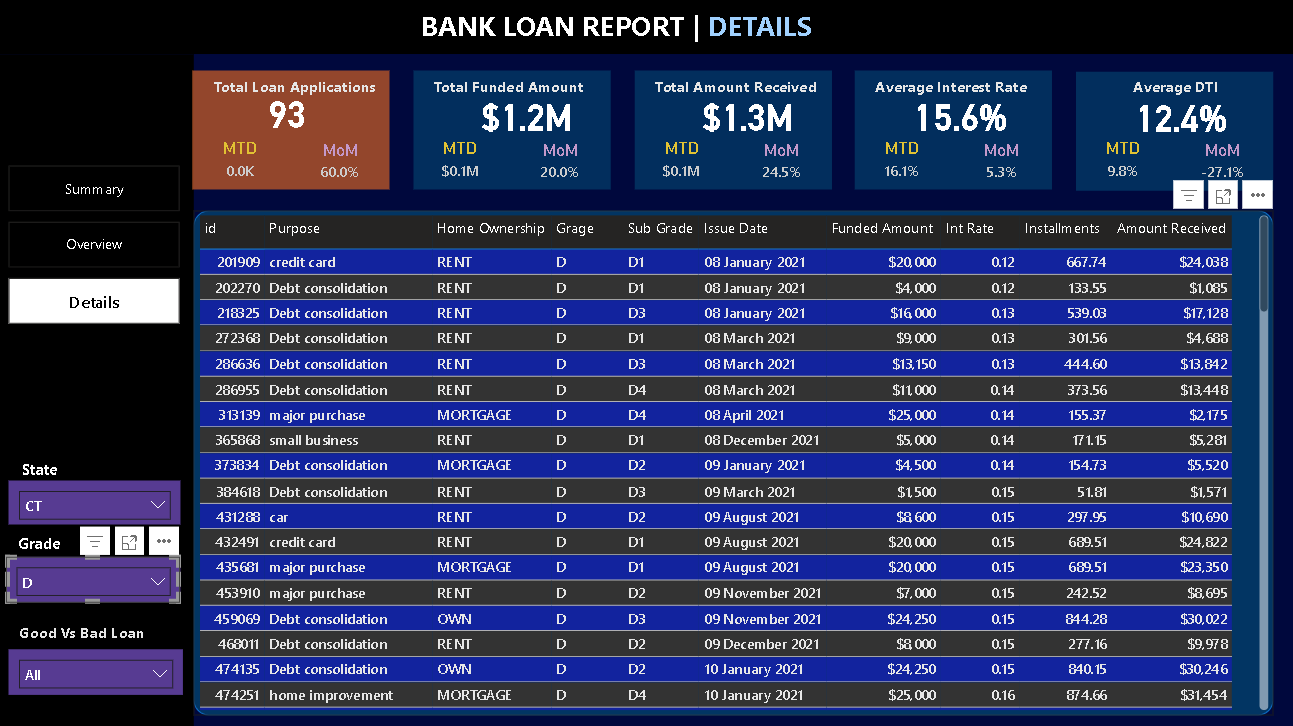 BANK LOAN REPORT | DETAILS
Total Loan Applications
93
MTD MoM
0.0K 60.0%
Total Funded Amount
$1.2M
MTD MoM
$0.1M 20.0%
Total Amount Received
$1.3M
MTD MoM
$0.1M 24.5%
Average Interest Rate
15.6%
MTD MoM
16.1% 5.3%
Average DTI
12.4%
MTD MoM
9.8% -27.1%
Summary
Overview
Details
State
CT
Grade
D
Good Vs Bad Loan
All
id Purpose Home Ownership Grage Sub Grade Issue Date Funded Amount Int Rate Installments Amount Received
201909 credit card RENT D D1 08 January 2021 $20,000 0.12 667.74 $24,038
202270 Debt consolidation RENT D D1 08 January 2021 $4,000 0.12 133.55 $1,085
218325 Debt consolidation RENT D D3 08 January 2021 $16,000 0.13 539.03 $17,128
272368 Debt consolidation RENT D D1 08 March 2021 $9,000 0.13 301.56 $4,688
286636 Debt consolidation RENT D D3 08 March 2021 $13,150 0.13 444.60 $13,842
286955 Debt consolidation RENT D D4 08 March 2021 $11,000 0.14 373.56 $13,448
313139 major purchase MORTGAGE D D4 08 April 2021 $25,000 0.14 155.37 $2,175
365868 small business RENT D D1 08 December 2021 $5,000 0.14 171.15 $5,281
373834 Debt consolidation MORTGAGE D D2 09 January 2021 $4,500 0.14 154.73 $5,520
384618 Debt consolidation RENT D D3 09 March 2021 $1,500 0.15 51.81 $1,571
431288 car RENT D D2 09 August 2021 $8,600 0.15 297.95 $10,690
432491 credit card RENT D D1 09 August 2021 $20,000 0.15 689.51 $24,822
435681 major purchase MORTGAGE D D1 09 August 2021 $20,000 0.15 689.51 $23,350
453910 major purchase RENT D D2 09 November 2021 $7,000 0.15 242.52 $8,695
459069 Debt consolidation OWN D D3 09 November 2021 $24,250 0.15 844.28 $30,022
468011 Debt consolidation RENT D D2 09 December 2021 $8,000 0.15 277.16 $9,978
474135 Debt consolidation OWN D D2 10 January 2021 $24,250 0.15 840.15 $30,246
474251 home improvement MORTGAGE D D4 10 January 2021 $25,000 0.16 874.66 $31,454